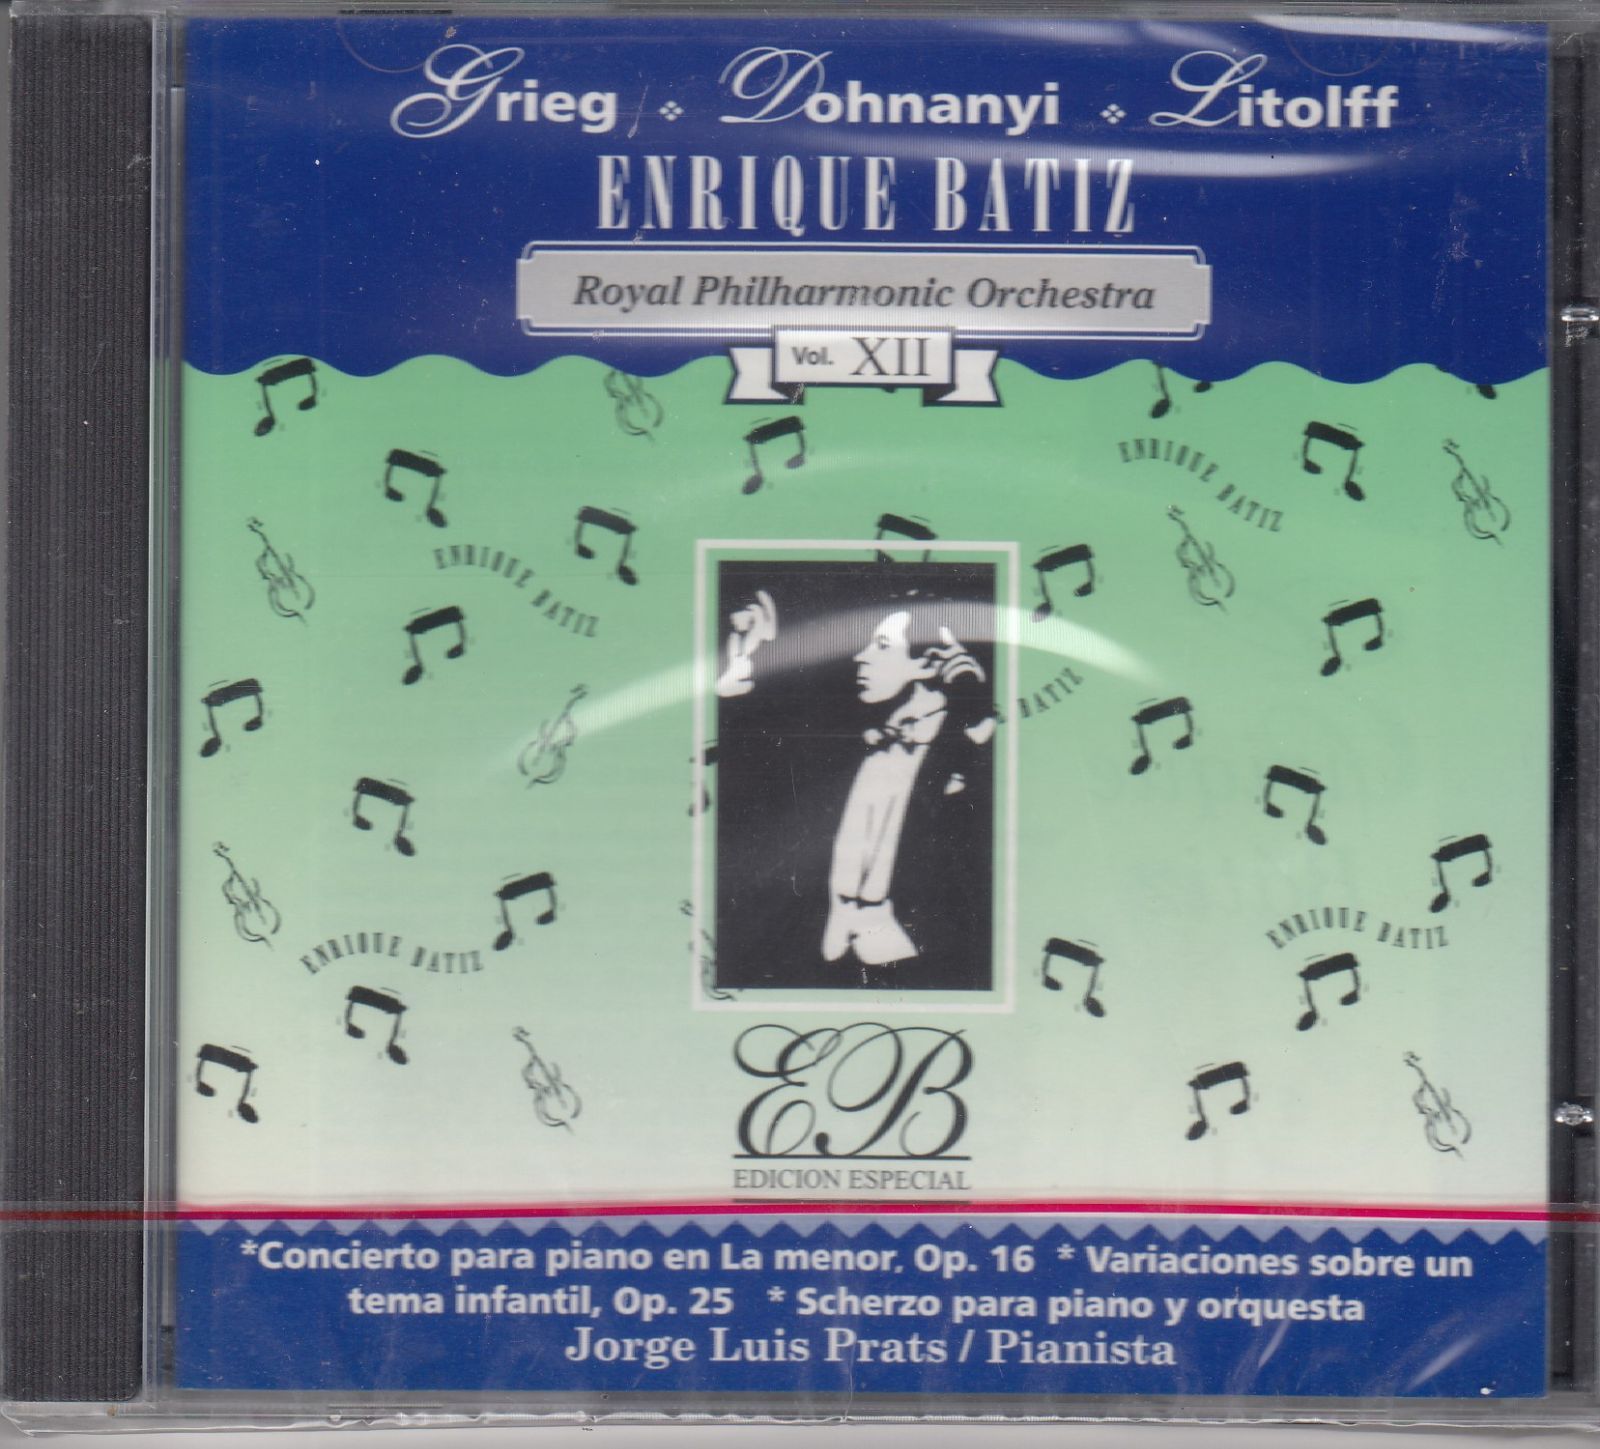 Grieg Dohnanyi Litolff
ENRIQUE BATIZ
Royal Philharmonic Orchestra
Vol. XII
ENRIQUE BATIZ
ENRIQUE BATIZ
BATIZ
ENRIQUE BATIZ
ENRIQUE BATIZ
EB
EDICION ESPECIAL
*Concierto para piano en La menor, Op. 16 * Variaciones sobre un
tema infantil, Op. 25 * Scherzo para piano y orquesta
Jorge Luis Prats / Pianista